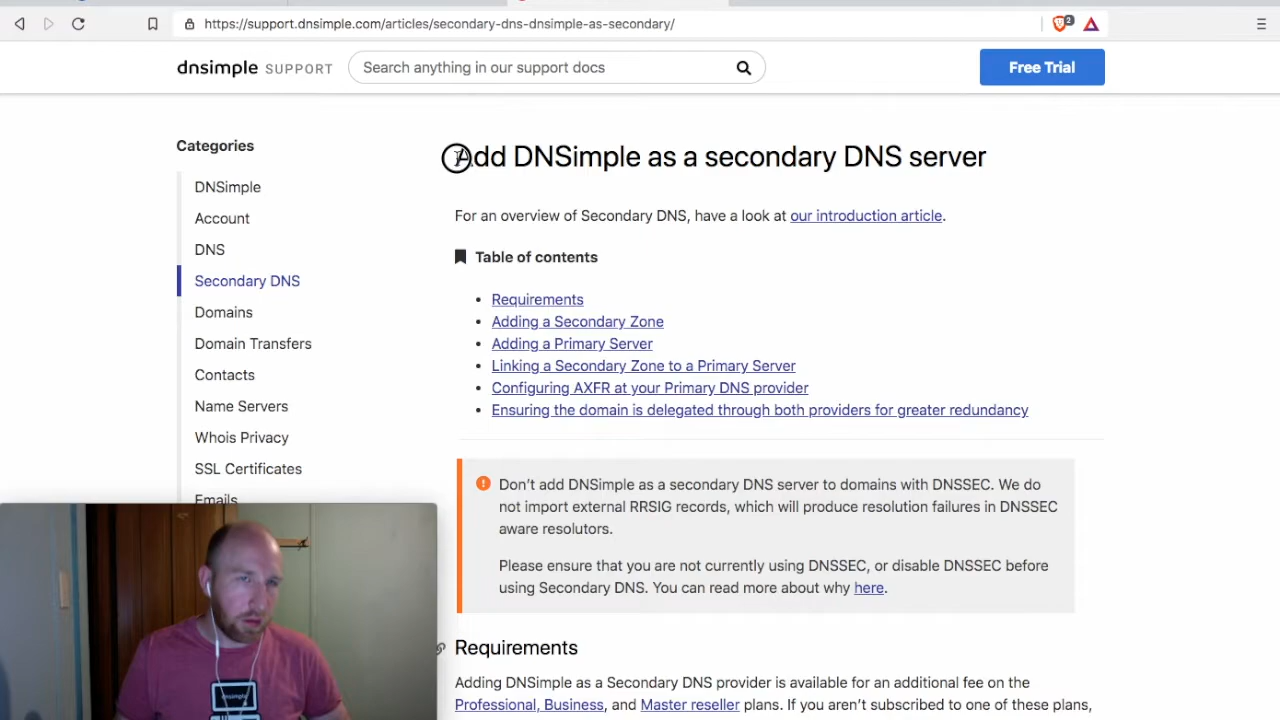 https://support.dnsimple.com/articles/secondary-dns-dnsimple-as-secondary/
2
dnsimple SUPPORT
Search anything in our support docs
Free Trial
Categories
DNSimple
Account
DNS
Secondary DNS
Domains
Domain Transfers
Contacts
Name Servers
Whois Privacy
SSL Certificates
Emails
Add DNSimple as a secondary DNS server
For an overview of Secondary DNS, have a look at our introduction article.
Table of contents
Requirements
Adding a Secondary Zone
Adding a Primary Server
Linking a Secondary Zone to a Primary Server
Configuring AXFR at your Primary DNS provider
Ensuring the domain is delegated through both providers for greater redundancy
Don’t add DNSimple as a secondary DNS server to domains with DNSSEC. We do
not import external RRSIG records, which will produce resolution failures in DNSSEC
aware resolutors.
Please ensure that you are not currently using DNSSEC, or disable DNSSEC before
using Secondary DNS. You can read more about why here.
Requirements
Adding DNSimple as a Secondary DNS provider is available for an additional fee on the
Professional, Business, and Master reseller plans. If you aren’t subscribed to one of these plans,
dnsimple